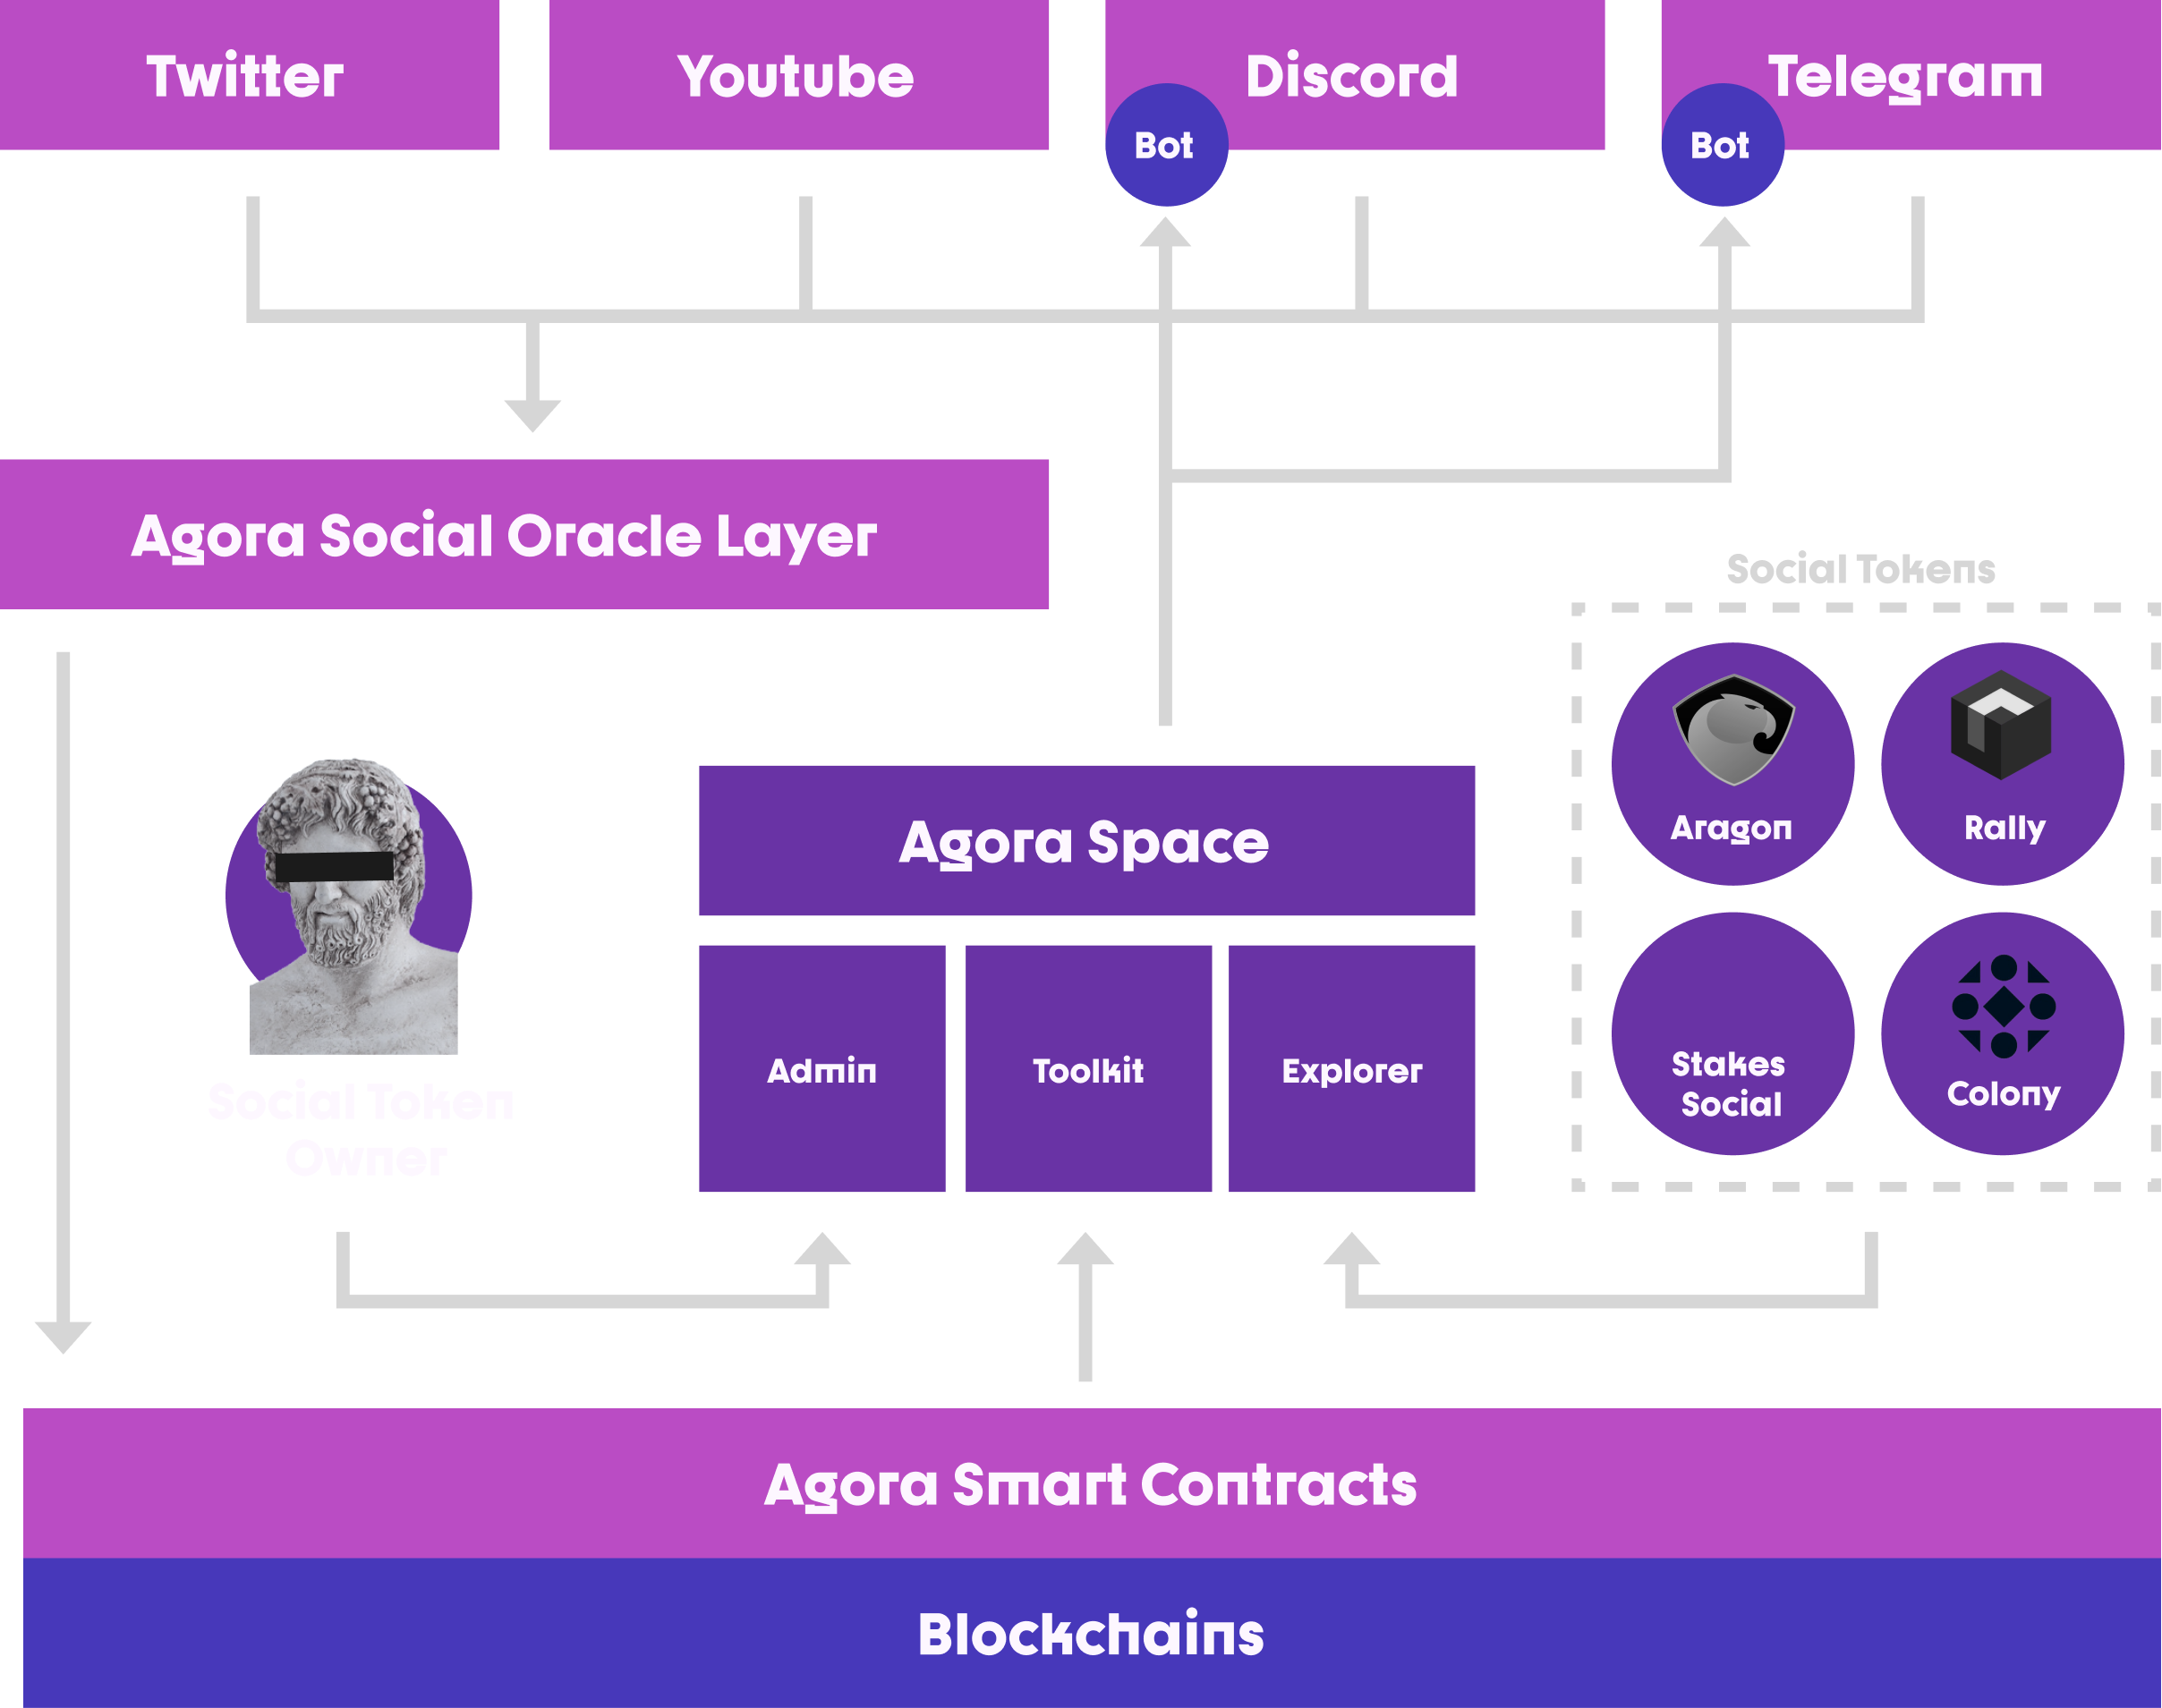 Twitter
Youtube
Discord
Telegram
Bot
Bot
Agora Social Oracle Layer
Social Tokens
Aragon
Rally
Agora Space
Admin
Toolkit
Explorer
Stakes
Social
Colony
Social Token
Owner
Agora Smart Contracts
Blockchains